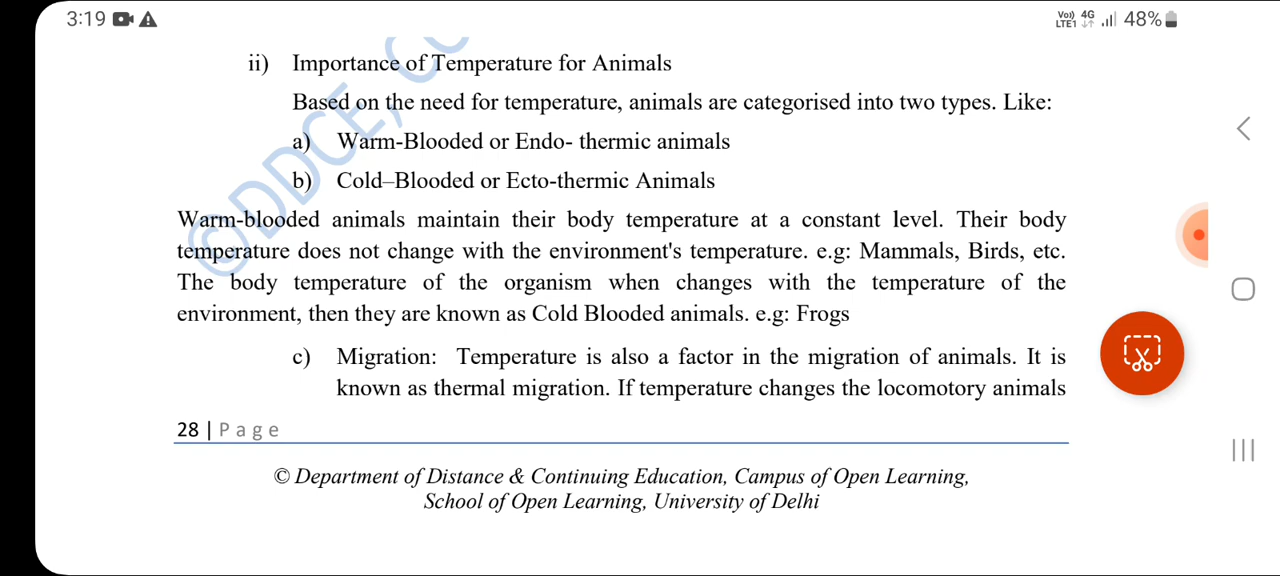 3:19
Vo)) 4G
LTE1 48%
ii) Importance of Temperature for Animals
Based on the need for temperature, animals are categorised into two types. Like:
a) Warm-Blooded or Endo- thermic animals
b) Cold–Blooded or Ecto-thermic Animals
Warm-blooded animals maintain their body temperature at a constant level. Their body
temperature does not change with the environment's temperature. e.g: Mammals, Birds, etc.
The body temperature of the organism when changes with the temperature of the
environment, then they are known as Cold Blooded animals. e.g: Frogs
c) Migration: Temperature is also a factor in the migration of animals. It is
known as thermal migration. If temperature changes the locomotory animals
28 | Page
© Department of Distance & Continuing Education, Campus of Open Learning,
School of Open Learning, University of Delhi
©DDCE, CO